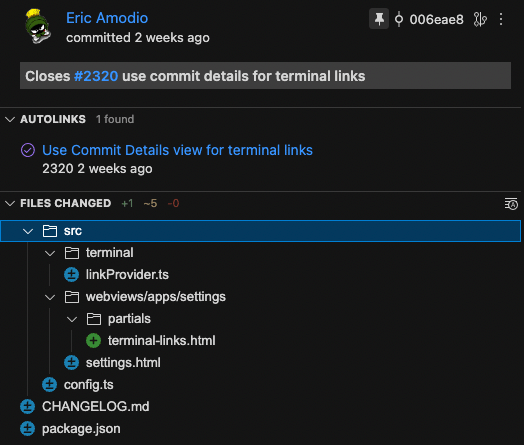 Eric Amodio
committed 2 weeks ago
006eae8
Closes #2320 use commit details for terminal links
AUTOLINKS 1 found
Use Commit Details view for terminal links
2320 2 weeks ago
FILES CHANGED +1 ~5 -0
src
terminal
linkProvider.ts
webviews/apps/settings
partials
terminal-links.html
settings.html
config.ts
CHANGELOG.md
package.json